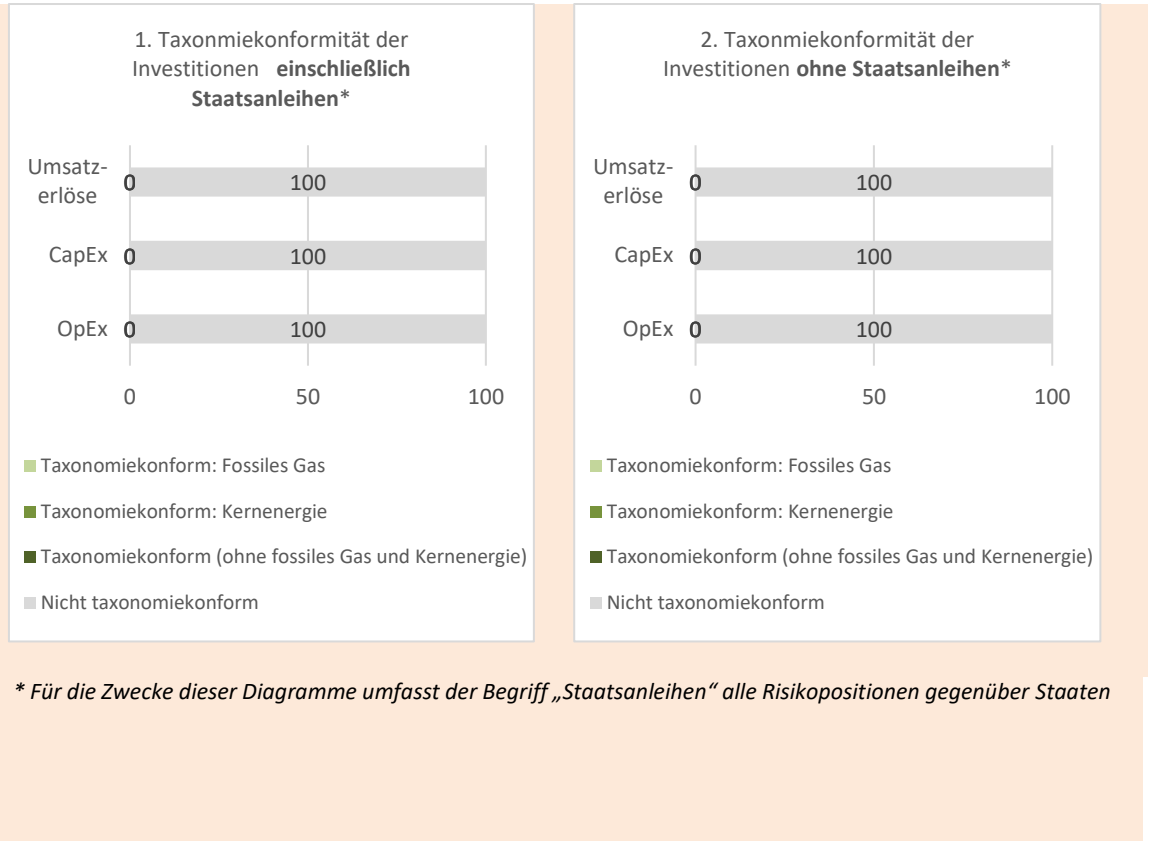 1. Taxonmiekonformität der
Investitionen einschließlich
Staatsanleihen*
Umsatz-
erlöse
0 100
CapEx 0 100
OpEx 0 100
0 50 100
Taxonomiekonform: Fossiles Gas
Taxonomiekonform: Kernenergie
Taxonomiekonform (ohne fossiles Gas und Kernenergie)
Nicht taxonomiekonform
2. Taxonmiekonformität der
Investitionen ohne Staatsanleihen*
Umsatz-
erlöse
0 100
CapEx 0 100
OpEx 0 100
0 50 100
Taxonomiekonform: Fossiles Gas
Taxonomiekonform: Kernenergie
Taxonomiekonform (ohne fossiles Gas und Kernenergie)
Nicht taxonomiekonform
* Für die Zwecke dieser Diagramme umfasst der Begriff „Staatsanleihen“ alle Risikopositionen gegenüber Staaten